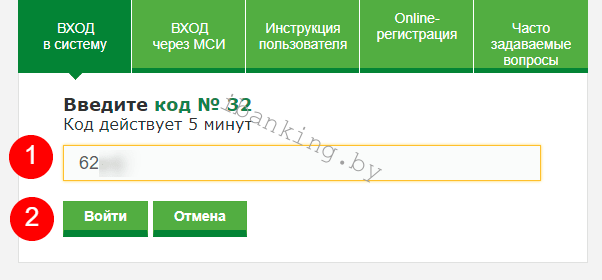 ВХОД
в систему
ВХОД
через МСИ
Инструкция
пользователя
Online-
регистрация
Часто
задаваемые
вопросы
Введите код № 32
Код действует 5 минут
1
62
2
Войти
Отмена
ibanking.by